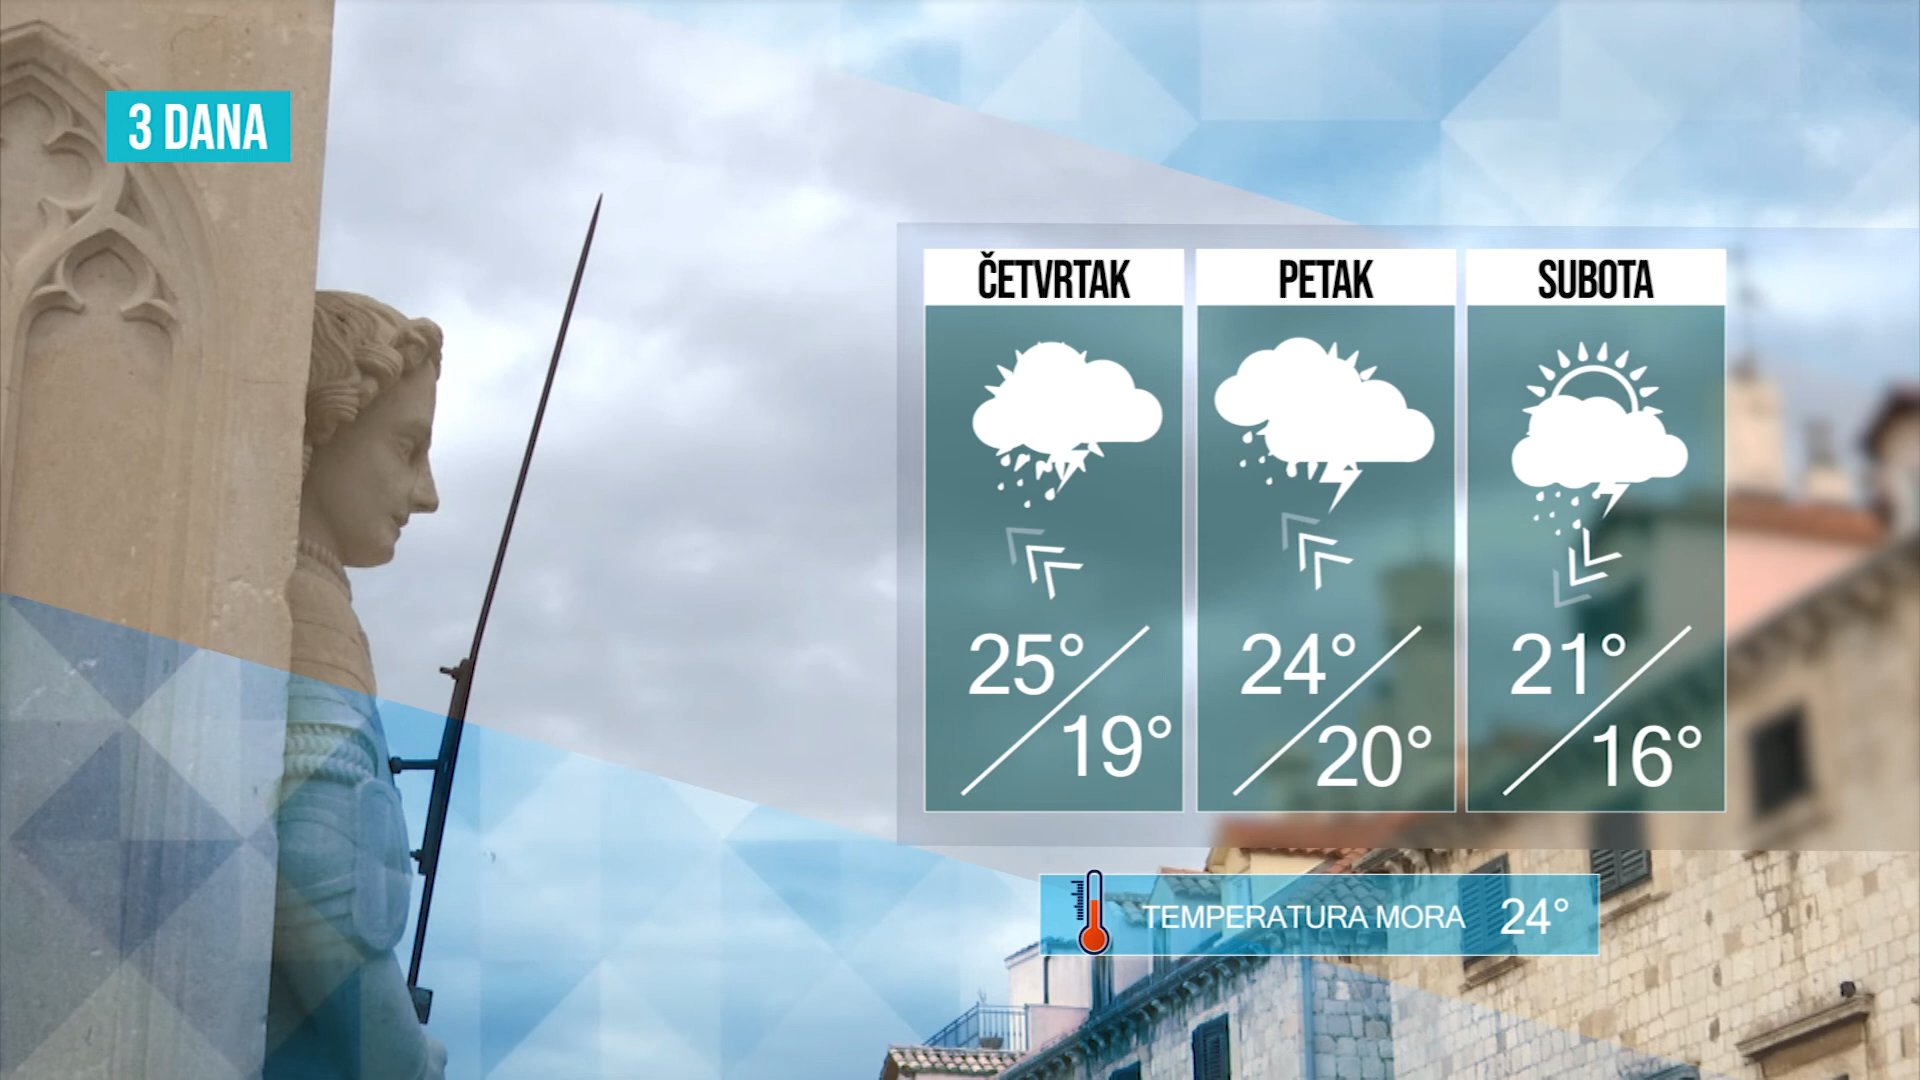 3 DANA
ČETVRTAK
25°
19°
PETAK
24°
20°
SUBOTA
21°
16°
TEMPERATURA MORA 24°